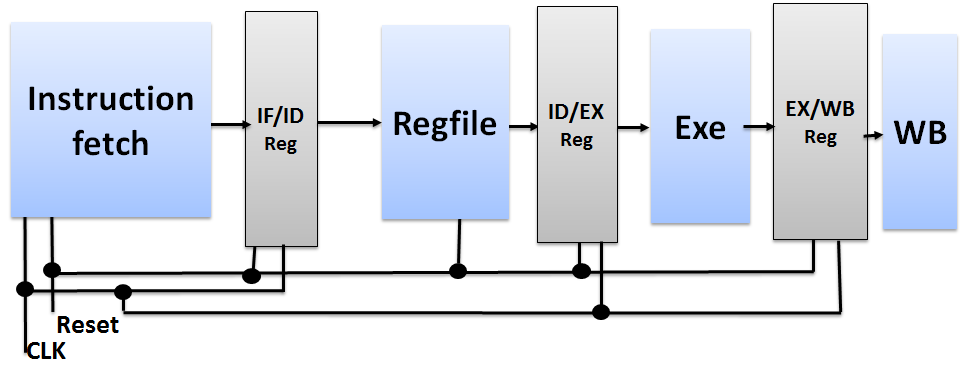 Instruction
fetch
IF/ID
Reg
Regfile
ID/EX
Reg
Exe
EX/WB
Reg
WB
Reset
CLK